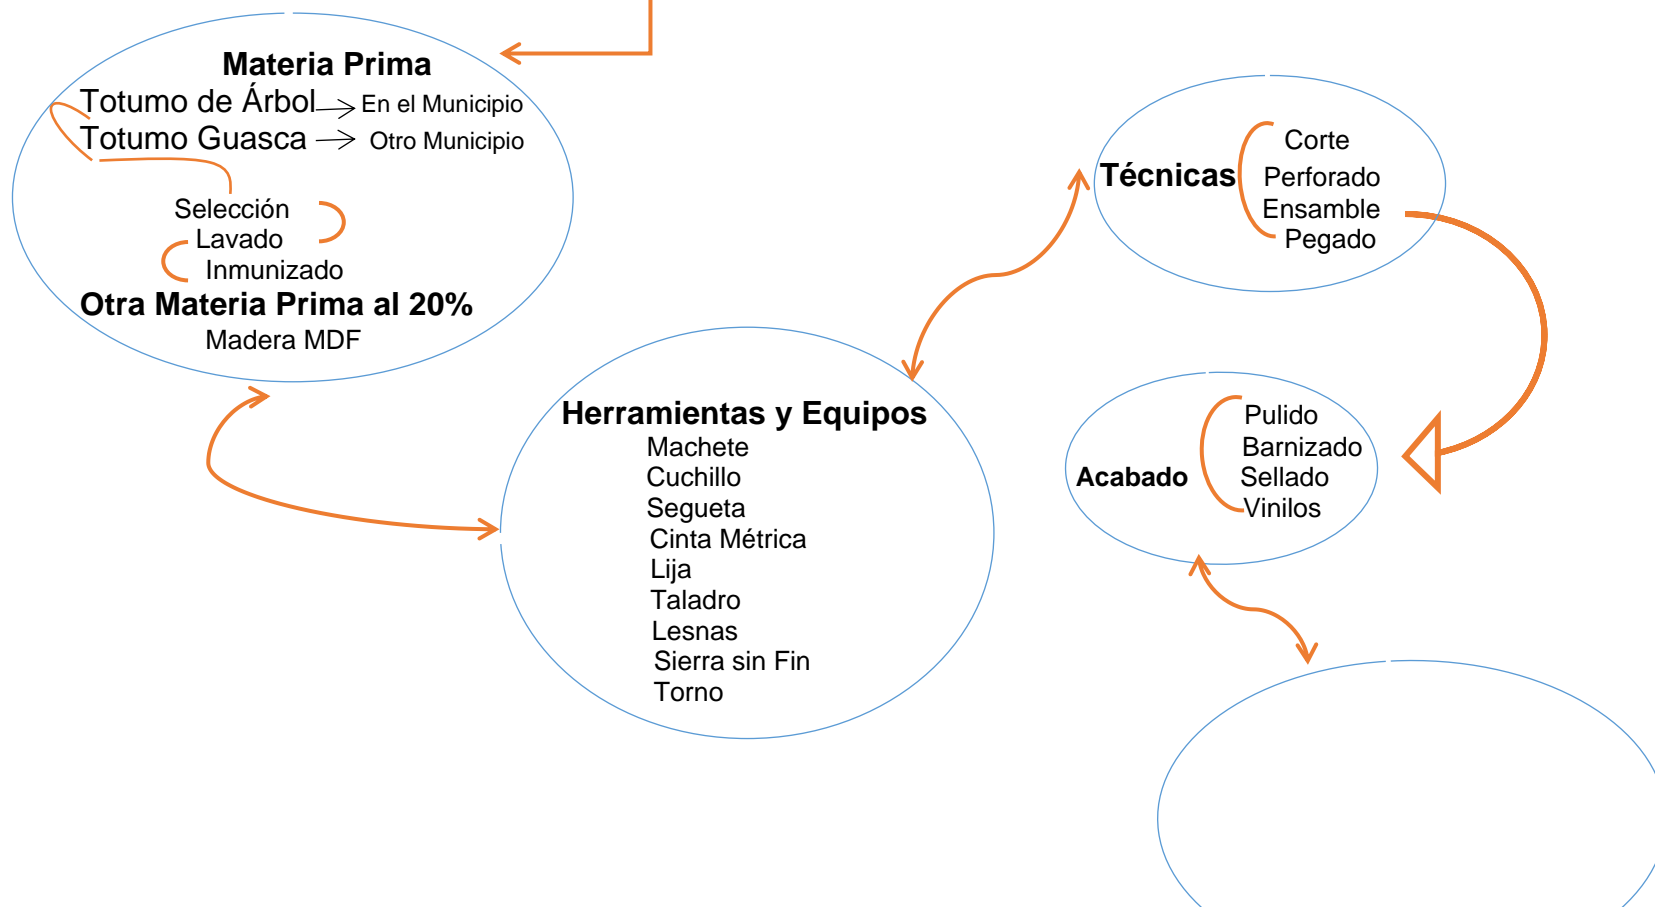 Materia Prima
Totumo de Árbol En el Municipio
Totumo Guasca Otro Municipio
Selección
Lavado
Inmunizado
Otra Materia Prima al 20%
Madera MDF
Herramientas y Equipos
Machete
Cuchillo
Segueta
Cinta Métrica
Lija
Taladro
Lesnas
Sierra sin Fin
Torno
Técnicas
Corte
Perforado
Ensamble
Pegado
Acabado
Pulido
Barnizado
Sellado
Vinilos